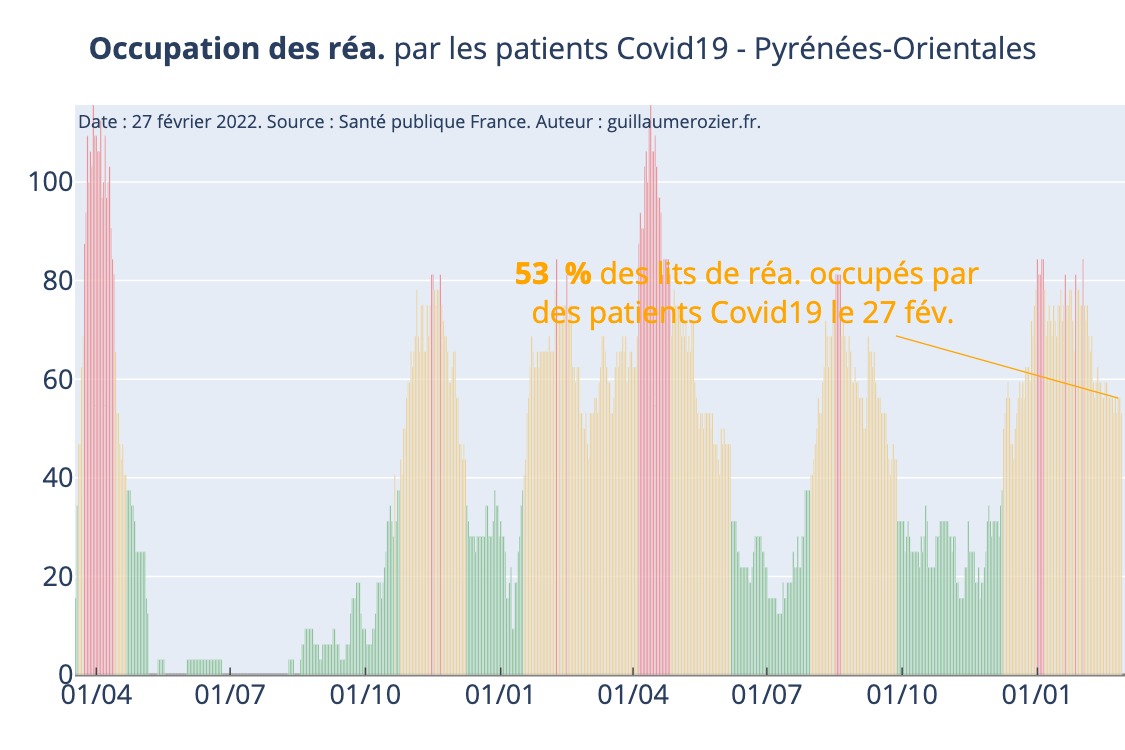 Occupation des réa. par les patients Covid19 - Pyrénées-Orientales
Date : 27 février 2022. Source : Santé publique France. Auteur : guillaumerozier.fr.
100
80
53 % des lits de réa. occupés par
des patients Covid19 le 27 fév.
60
40
20
0
01/04 01/07 01/10 01/01 01/04 01/07 01/10 01/01